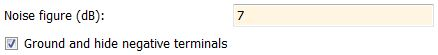 Noise figure (dB): 7
Ground and hide negative terminals